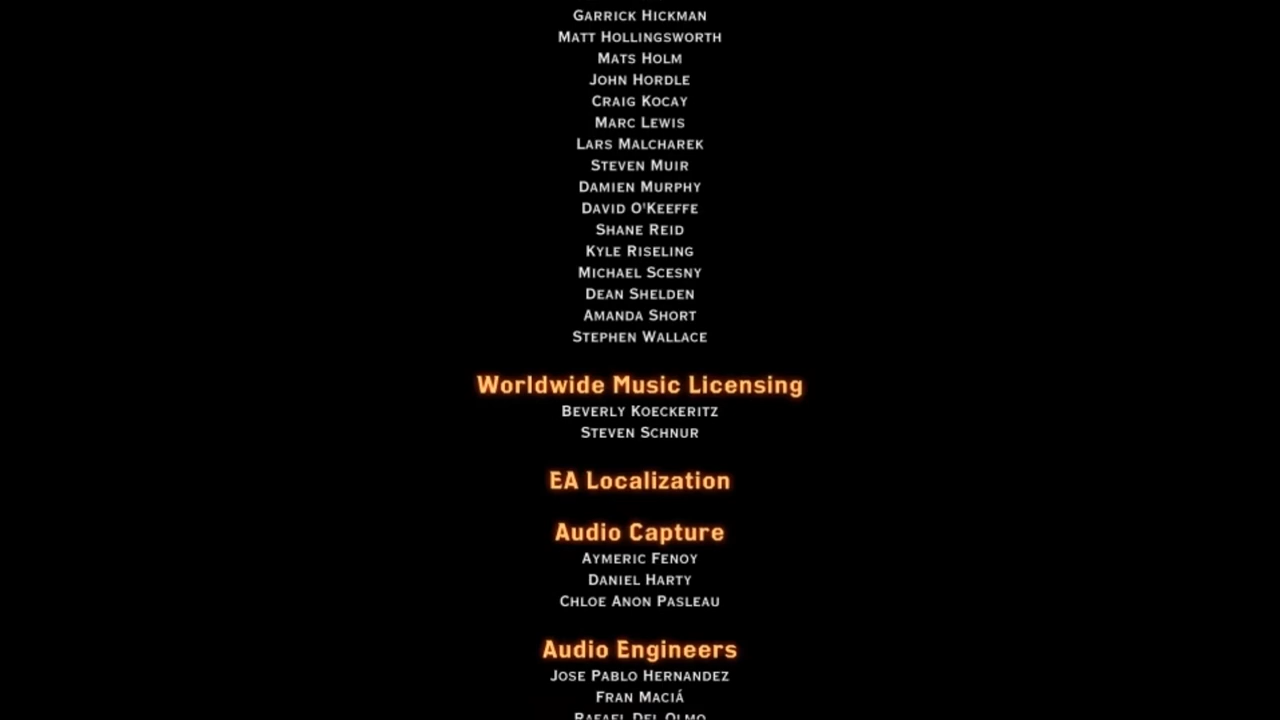 Garrick Hickman
Matt Hollingsworth
Mats Holm
John Hordle
Craig Kocay
Marc Lewis
Lars Malcharek
Steven Muir
Damien Murphy
David O'Keeffe
Shane Reid
Kyle Riseling
Michael Scesny
Dean Shelden
Amanda Short
Stephen Wallace
Worldwide Music Licensing
Beverly Koeckeritz
Steven Schnur
EA Localization
Audio Capture
Aymeric Fenoy
Daniel Harty
Chloe Anon Pasleau
Audio Engineers
Jose Pablo Hernandez
Fran Maciá
Rafael Del Olmo